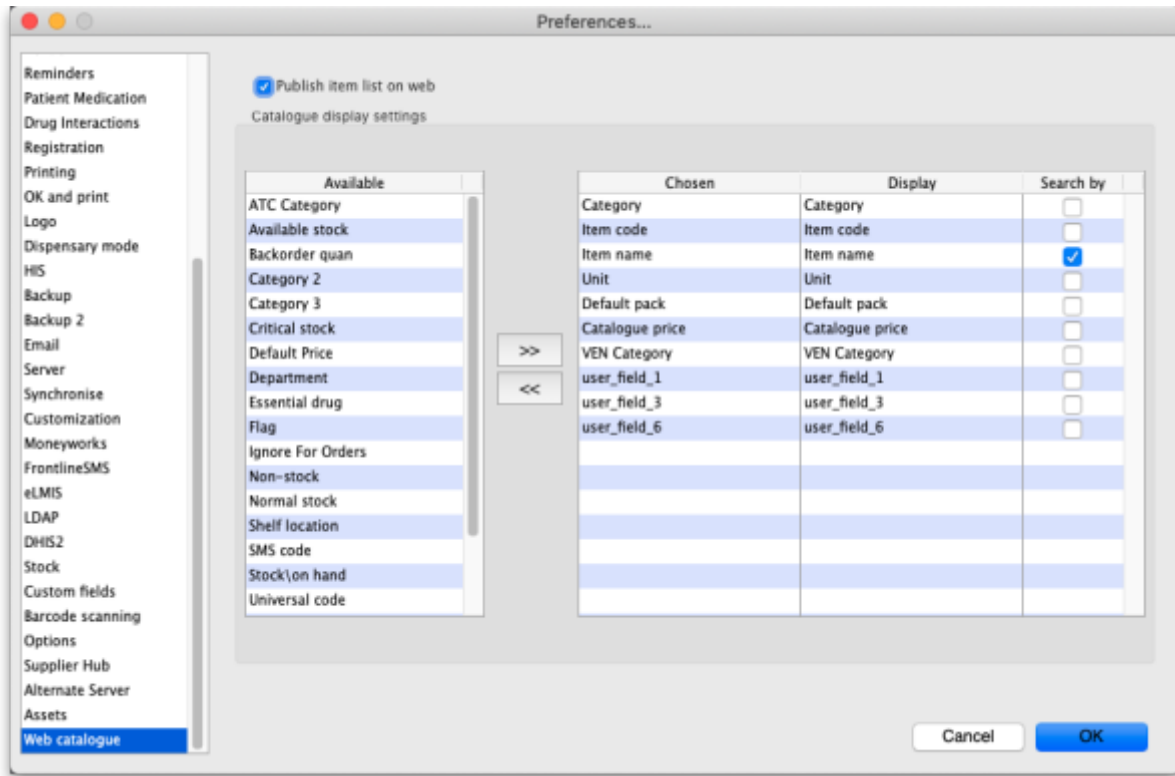 Preferences...
Reminders
Patient Medication
Drug Interactions
Registration
Printing
OK and print
Logo
Dispensary mode
HIS
Backup
Backup 2
Email
Server
Synchronise
Customization
Moneyworks
FrontlineSMS
eLMIS
LDAP
DHIS2
Stock
Custom fields
Barcode scanning
Options
Supplier Hub
Alternate Server
Assets
Web catalogue
Publish item list on web
Catalogue display settings
Available
ATC Category
Available stock
Backorder quan
Category 2
Category 3
Critical stock
Default Price
Department
Essential drug
Flag
Ignore For Orders
Non-stock
Normal stock
Shelf location
SMS code
Stock\on hand
Universal code
>>
<<
Chosen Display Search by
Category Category
Item code Item code
Item name Item name
Unit Unit
Default pack Default pack
Catalogue price Catalogue price
VEN Category VEN Category
user_field_1 user_field_1
user_field_3 user_field_3
user_field_6 user_field_6
Cancel OK